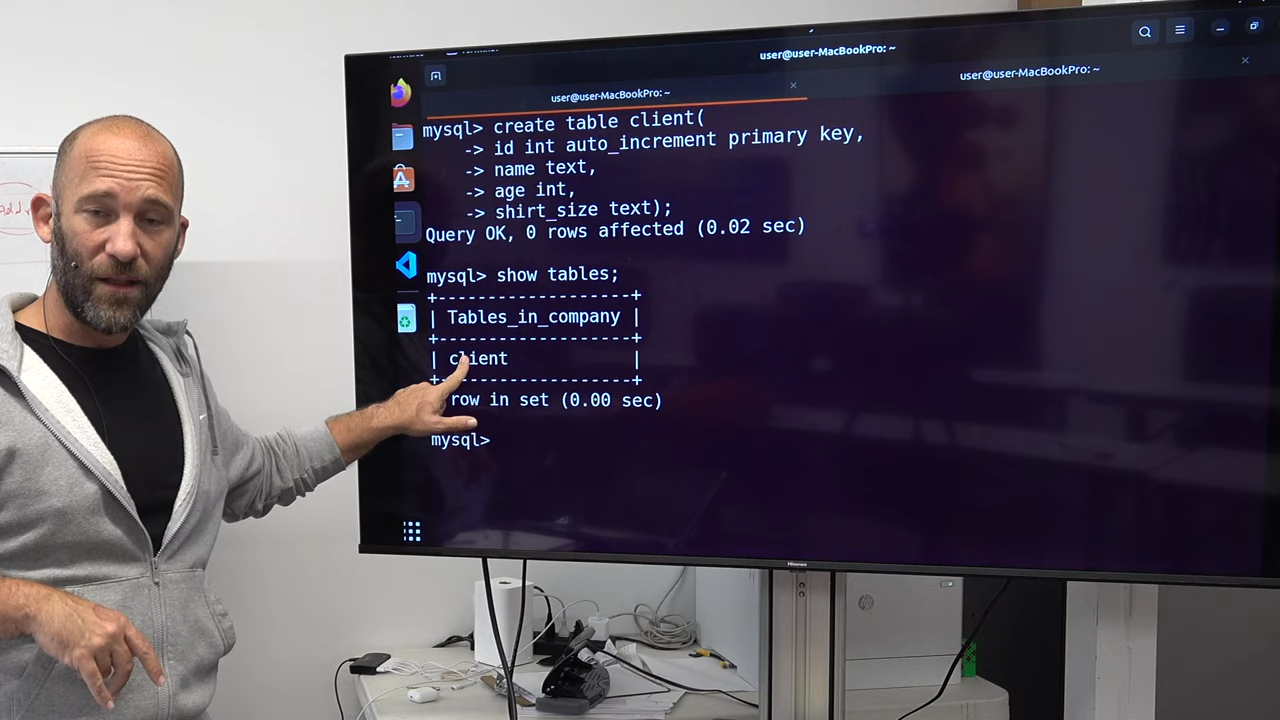 user@user-MacBookPro: ~
user@user-MacBookPro: ~
user@user-MacBookPro: ~
mysql> create table client(
-> id int auto_increment primary key,
-> name text,
-> age int,
-> shirt_size text);
Query OK, 0 rows affected (0.02 sec)
mysql> show tables;
+------------------+
| Tables_in_company |
+------------------+
| client |
+------------------+
row in set (0.00 sec)
mysql>
Hisense
hp